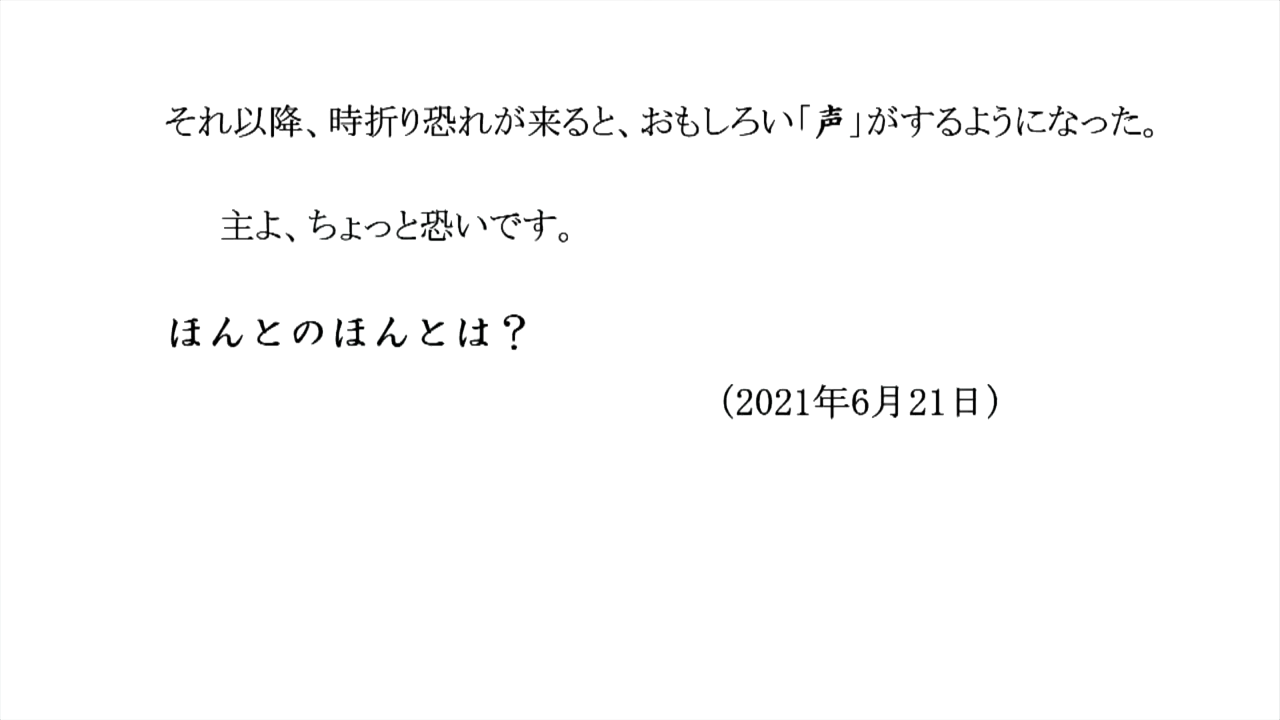 それ以降、時折り恐れが来ると、おもしろい「声」がするようになった。
主よ、ちょっと恐いです。
ほんとのほんとは？
（2021年6月21日）